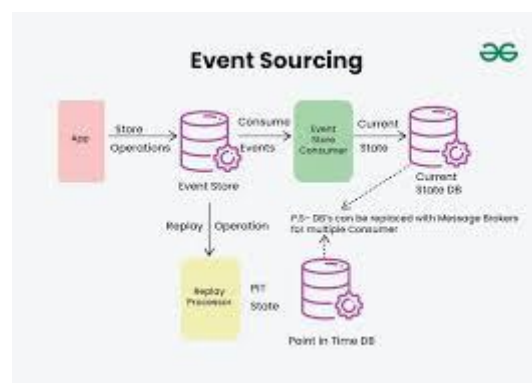 Event Sourcing
App
Store
Operations
Event Store
Consume
Events
Event
Store
Consumer
Current
State
Current
State DB
P.S- DB's can be replaced with Message Brokers
for multiple Consumer
Replay Operation
Replay
Processor
PIT
State
Point in Time DB